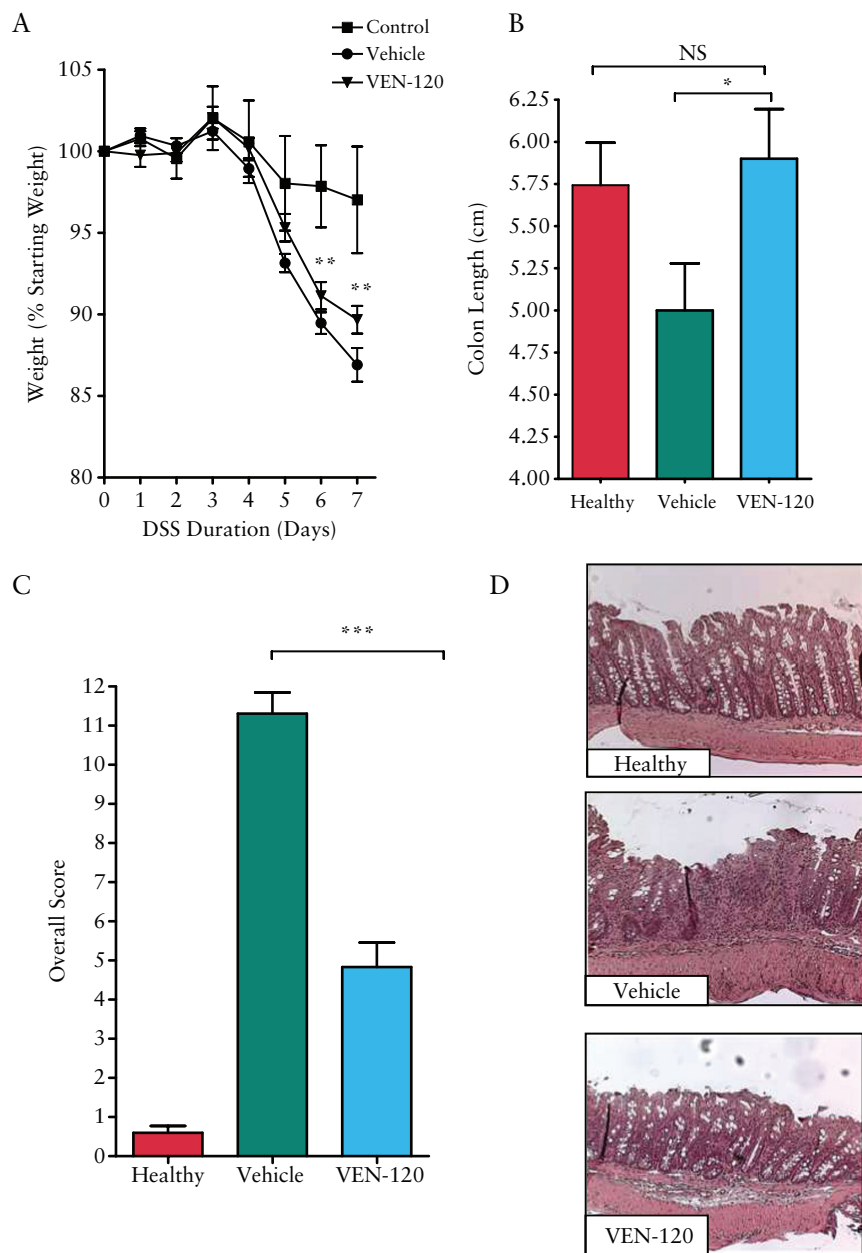 A
Control
Vehicle
VEN-120
105
100
95
90
85
80
**
**
0 1 2 3 4 5 6 7
Weight (% Starting Weight)
DSS Duration (Days)
B
NS
*
6.25
6.00
5.75
5.50
5.25
5.00
4.75
4.50
4.25
4.00
Colon Length (cm)
Healthy Vehicle VEN-120
C
***
12
11
10
9
8
7
6
5
4
3
2
1
0
Overall Score
Healthy Vehicle VEN-120
D
Healthy
Vehicle
VEN-120